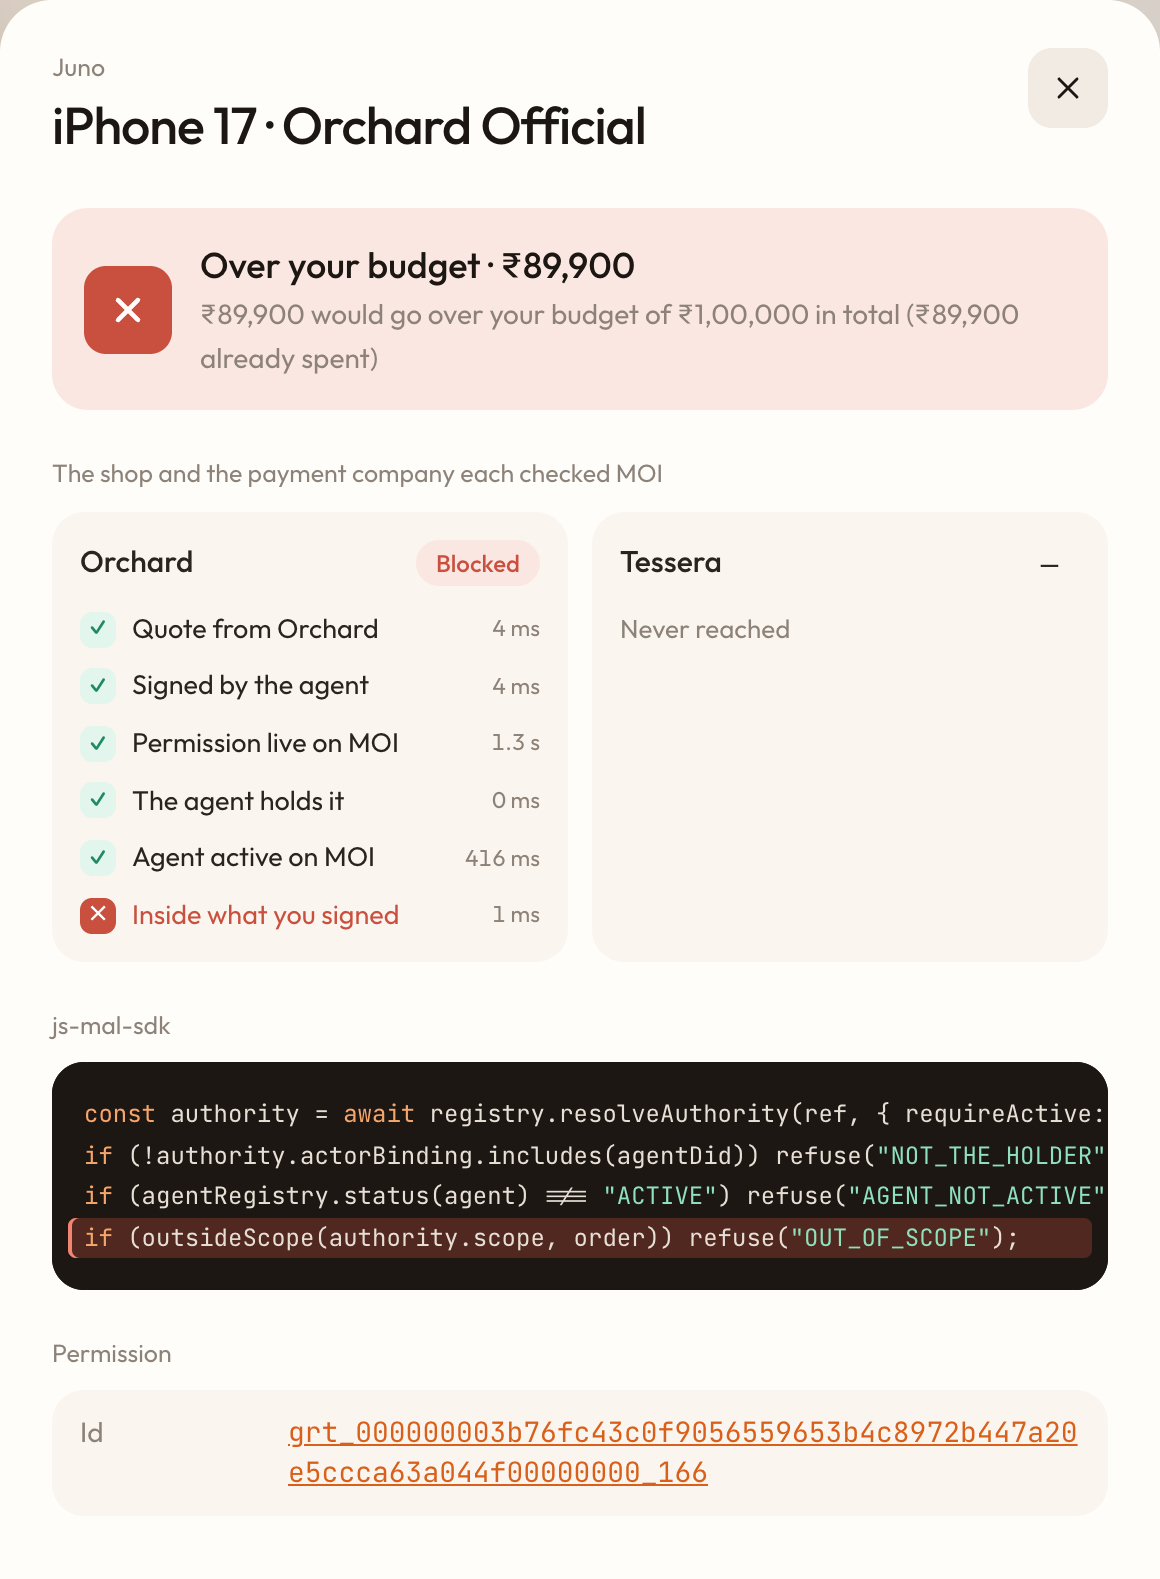 Juno
iPhone 17 · Orchard Official
Over your budget · ₹89,900
₹89,900 would go over your budget of ₹1,00,000 in total (₹89,900
already spent)
The shop and the payment company each checked MOI
Orchard
Blocked
Quote from Orchard 4 ms
Signed by the agent 4 ms
Permission live on MOI 1.3 s
The agent holds it 0 ms
Agent active on MOI 416 ms
Inside what you signed 1 ms
Tessera
—
Never reached
js-mal-sdk
const authority = await registry.resolveAuthority(ref, { requireActive:
if (!authority.actorBinding.includes(agentDid)) refuse("NOT_THE_HOLDER"
if (agentRegistry.status(agent) !== "ACTIVE") refuse("AGENT_NOT_ACTIVE"
if (outsideScope(authority.scope, order)) refuse("OUT_OF_SCOPE");
Permission
Id
grt_000000003b76fc43c0f9056559653b4c8972b447a20
e5ccca63a044f00000000_166